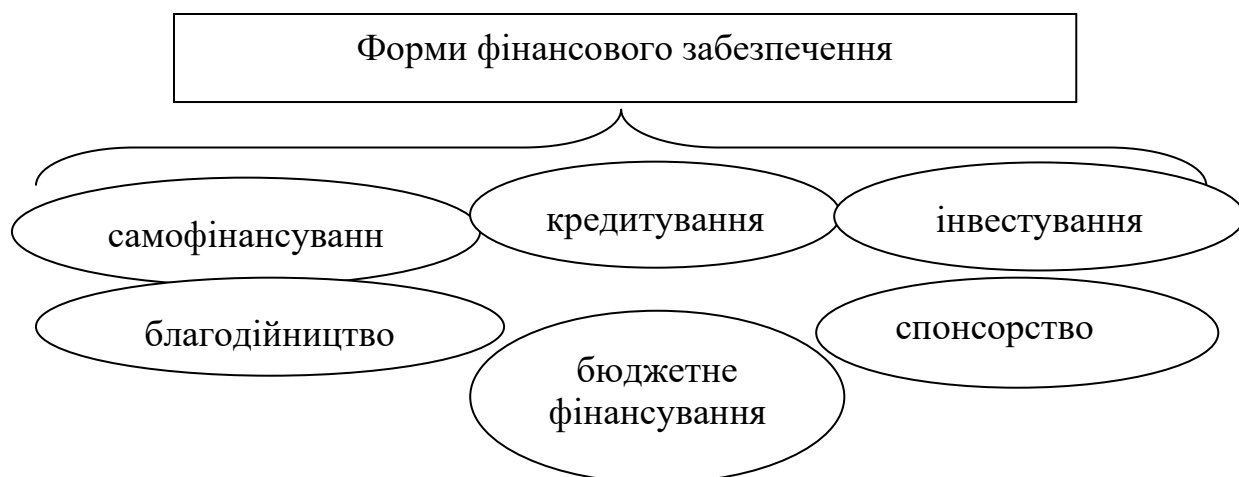 Форми фінансового забезпечення
самофінансуванн
кредитування
інвестування
благодійництво
бюджетне
фінансування
спонсорство